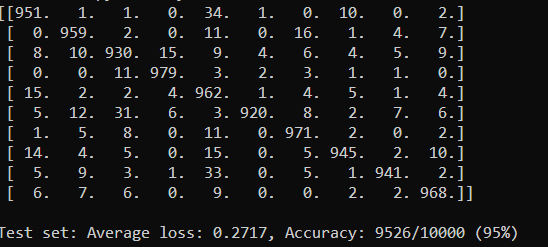 [[951. 1. 1. 0. 34. 1. 0. 10. 0. 2.]
[ 0. 959. 2. 0. 11. 0. 16. 1. 4. 7.]
[ 8. 10. 930. 15. 9. 4. 6. 4. 5. 9.]
[ 0. 0. 11. 979. 3. 2. 3. 1. 1. 0.]
[ 15. 2. 2. 4. 962. 1. 4. 5. 1. 4.]
[ 5. 12. 31. 6. 3. 920. 8. 2. 7. 6.]
[ 1. 5. 8. 0. 11. 0. 971. 2. 0. 2.]
[ 14. 4. 5. 0. 15. 0. 5. 945. 2. 10.]
[ 5. 9. 3. 1. 33. 0. 5. 1. 941. 2.]
[ 6. 7. 6. 0. 9. 0. 0. 2. 2. 968.]]
Test set: Average loss: 0.2717, Accuracy: 9526/10000 (95%)